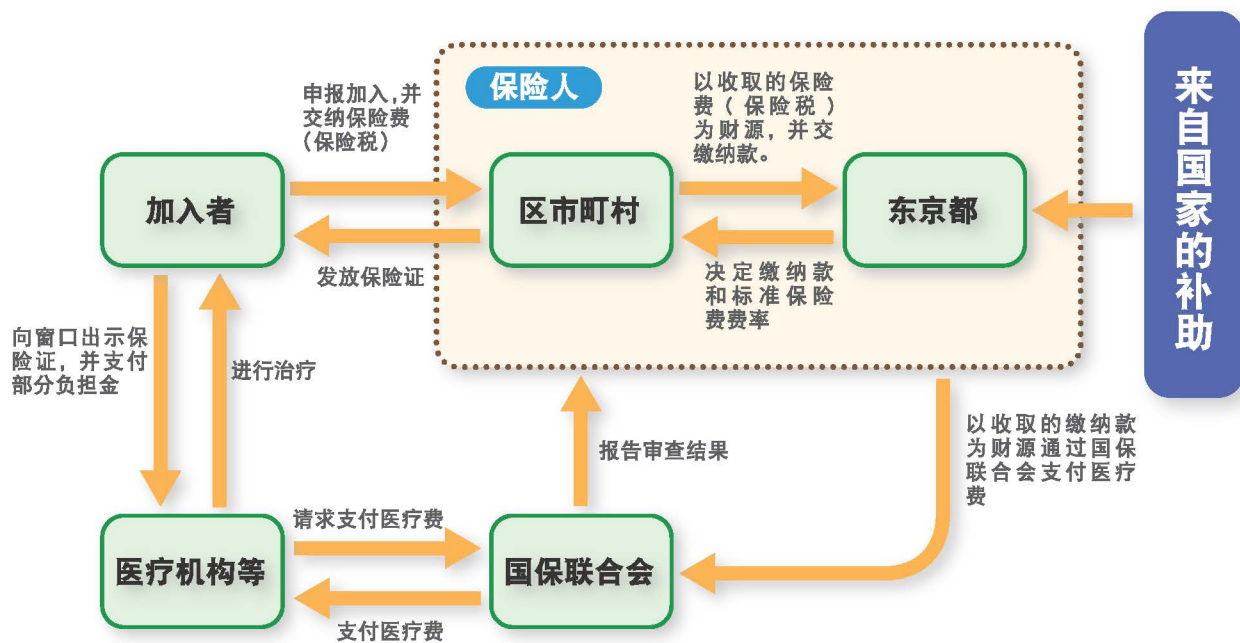 保险人
申报加入，并
交纳保险费
（保险税）
以收取的保险
费（保险税）
为财源，并交
缴纳款。
来自国家的补助
加入者
区市町村
东京都
发放保险证
决定缴纳款
和标准保险
费费率
向窗口出示保
险证，并支付
部分负担金
进行治疗
报告审查结果
以收取的缴纳款
为财源通过国保
联合会支付医疗
费
请求支付医疗费
医疗机构等
国保联合会
支付医疗费